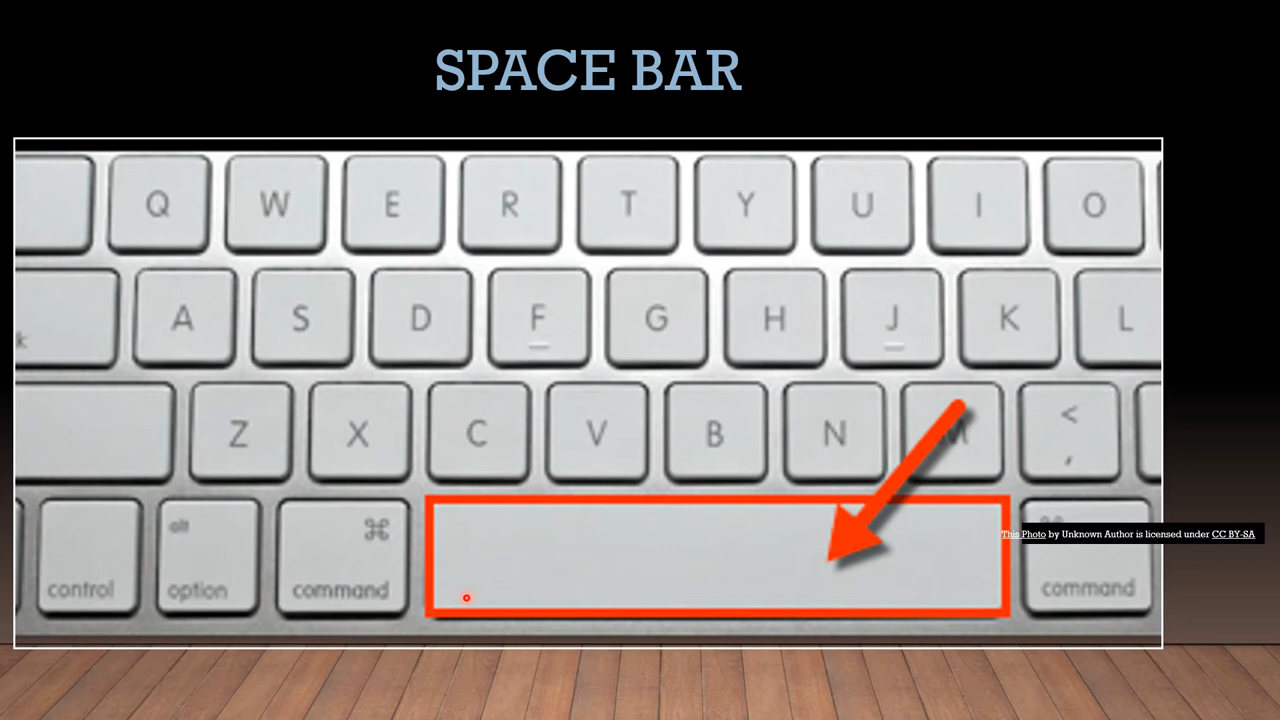 SPACE BAR
Q W E R T Y U I O
A S D F G H J K L
k
Z X C V B N M < ,
alt ⌘
control option command command
This Photo by Unknown Author is licensed under CC BY-SA